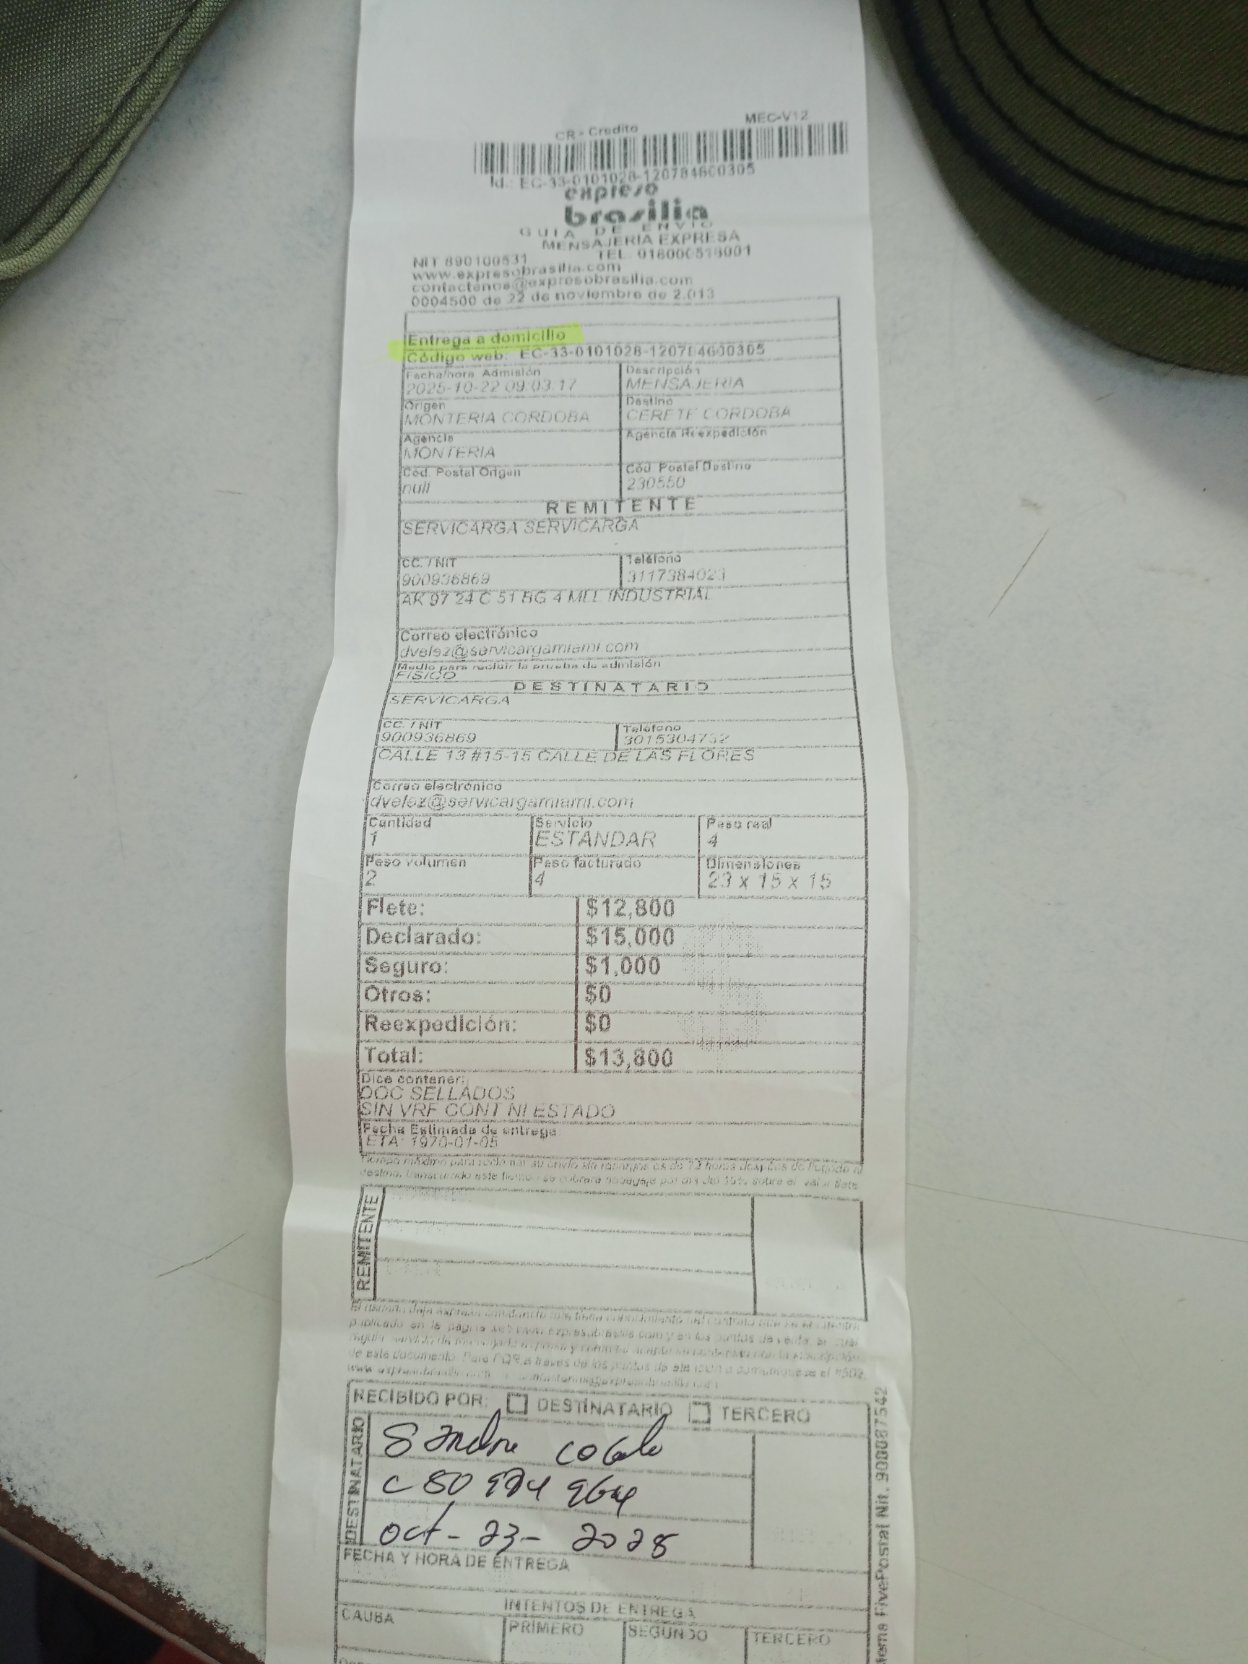 CR - Credito MEC-V12
Id.: EC-33-0101028-120784600305
expreso
brasilia
GUIA DE ENVIO
MENSAJERIA EXPRESA
NIT 890100531 TEL.
www.expresobrasilia.com
contactenos@expresobrasilia.com
0004500 de 22 de noviembre de 2.013
Entrega a domicilio
Código web: EC-33-0101028-120784600305
Fecha/hora Admisión Descripción
2025-10-22 09:03:17 MENSAJERIA
Origen Destino
MONTERIA CORDOBA CERETE CORDOBA
Agencia Agencia Reexpedición
MONTERIA
Cód. Postal Origen Cód. Postal Destino
null 230550
REMITENTE
SERVICARGA SERVICARGA
CC. / NIT Teléfono
900936869 3117384023
AK 97 24 C 51 BG 4 MLL INDUSTRIAL
Correo electrónico
dvelez@servicargamiami.com
Medio para recibir la prueba de admisión
FISICO
DESTINATARIO
SERVICARGA
CC. / NIT Teléfono
900936869 3015304732
CALLE 13 #15-15 CALLE DE LAS FLORES
Correo electrónico
dvelez@servicargamiami.com
Cantidad Servicio Peso real
1 ESTANDAR 4
Peso volumen Peso facturado Dimensiones
2 4 23 x 15 x 15
Flete: $12,800
Declarado: $15,000
Seguro: $1,000
Otros: $0
Reexpedición: $0
Total: $13,800
Dice contener:
DOC SELLADOS
SIN VRF CONT NI ESTADO
Fecha Estimada de entrega
ETA: 1970-01-05
REMITENTE
RECIBIDO POR: DESTINATARIO TERCERO
DESTINATARIO
oct - 23 - 2025
FECHA Y HORA DE ENTREGA
INTENTOS DE ENTREGA
CAUSA PRIMERO SEGUNDO TERCERO
FivePostal Nit. 900087542